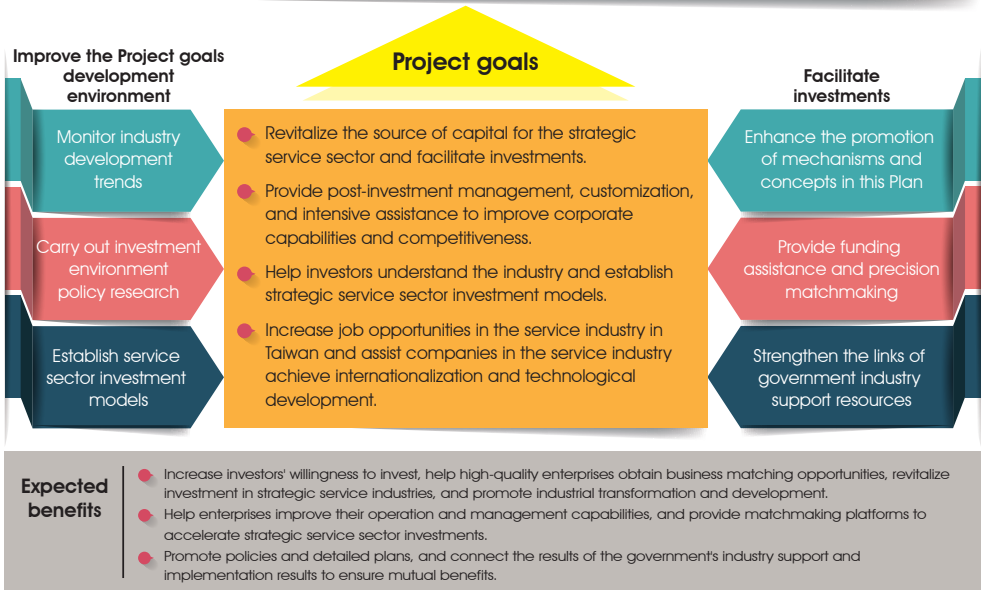 Project goals
Improve the Project goals
development
environment
Monitor industry
development
trends
Carry out investment
environment
policy research
Establish service
sector investment
models
Revitalize the source of capital for the strategic
service sector and facilitate investments.
Provide post-investment management, customization,
and intensive assistance to improve corporate
capabilities and competitiveness.
Help investors understand the industry and establish
strategic service sector investment models.
Increase job opportunities in the service industry in
Taiwan and assist companies in the service industry
achieve internationalization and technological
development.
Facilitate
investments
Enhance the promotion
of mechanisms and
concepts in this Plan
Provide funding
assistance and precision
matchmaking
Strengthen the links of
government industry
support resources
Expected
benefits
Increase investors' willingness to invest, help high-quality enterprises obtain business matching opportunities, revitalize
investment in strategic service industries, and promote industrial transformation and development.
Help enterprises improve their operation and management capabilities, and provide matchmaking platforms to
accelerate strategic service sector investments.
Promote policies and detailed plans, and connect the results of the government's industry support and
implementation results to ensure mutual benefits.